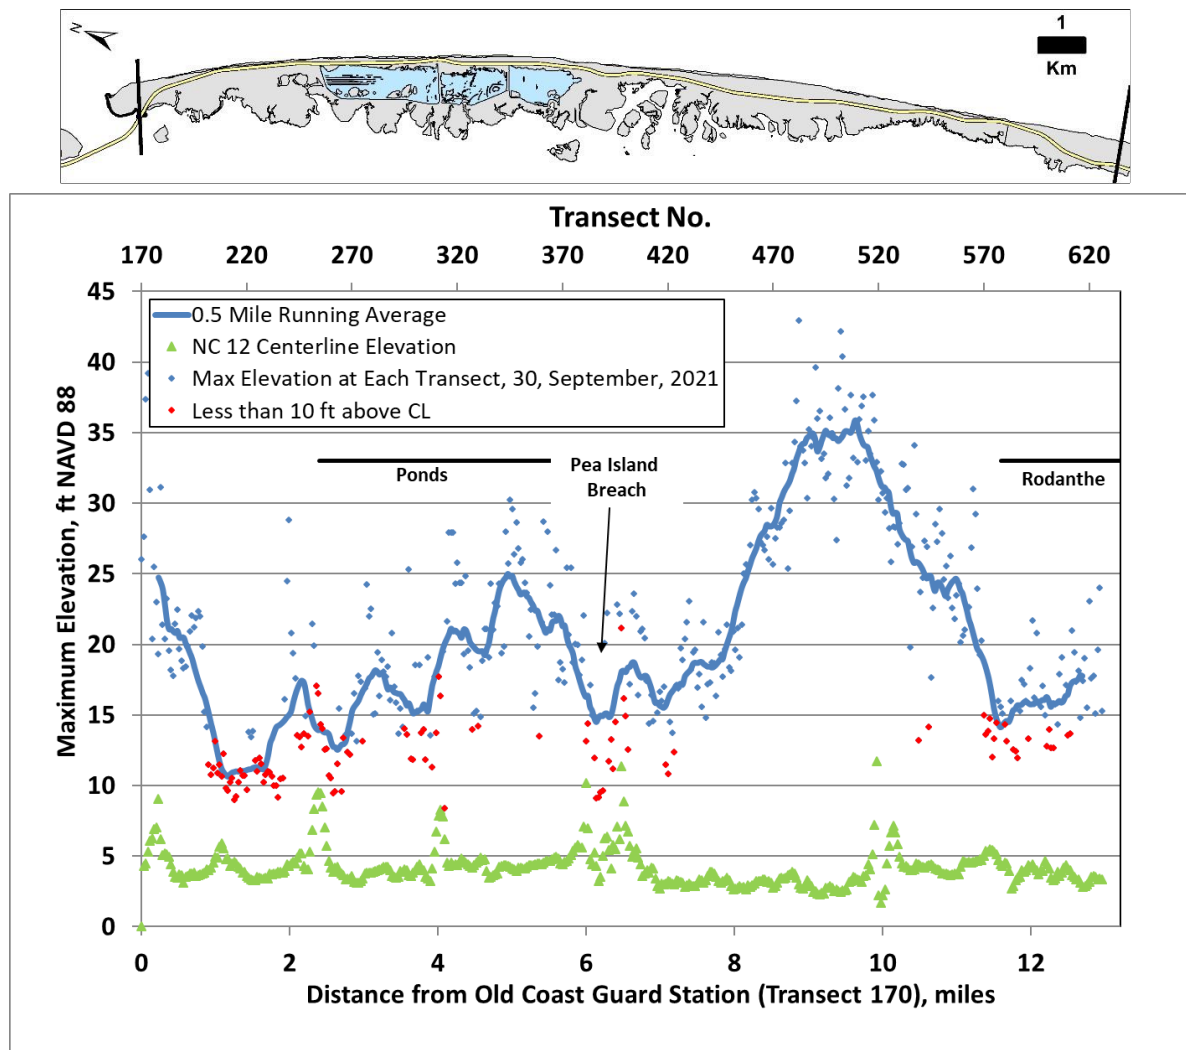 N
1
Km
Transect No.
170 220 270 320 370 420 470 520 570 620
45
40
35
30
25
20
15
10
5
0
Maximum Elevation, ft NAVD 88
0.5 Mile Running Average
NC 12 Centerline Elevation
Max Elevation at Each Transect, 30, September, 2021
Less than 10 ft above CL
Ponds
Pea Island
Breach
Rodanthe
0 2 4 6 8 10 12
Distance from Old Coast Guard Station (Transect 170), miles